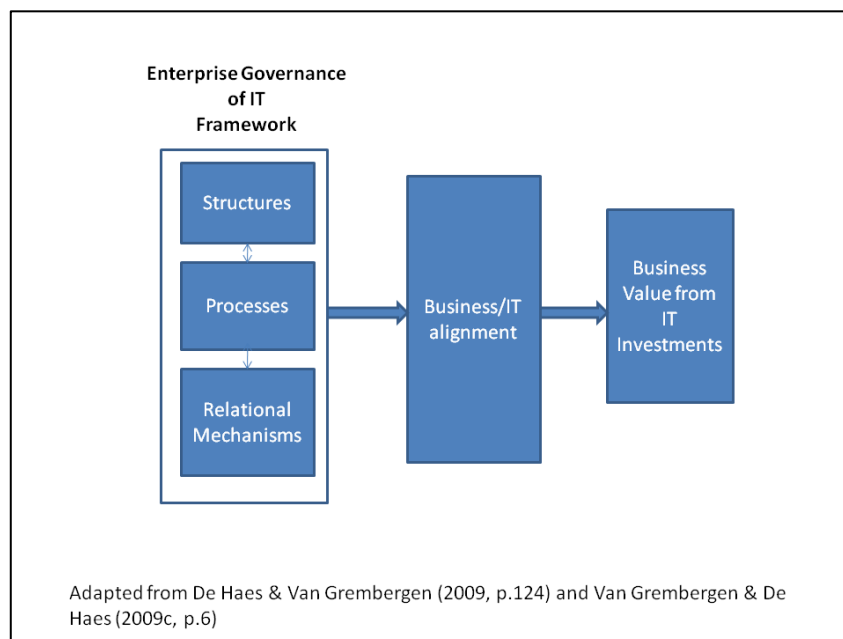 Enterprise Governance
of IT
Framework
Structures
Processes
Relational
Mechanisms
Business/IT
alignment
Business
Value from
IT
Investments
Adapted from De Haes & Van Grembergen (2009, p.124) and Van Grembergen & De
Haes (2009c, p.6)